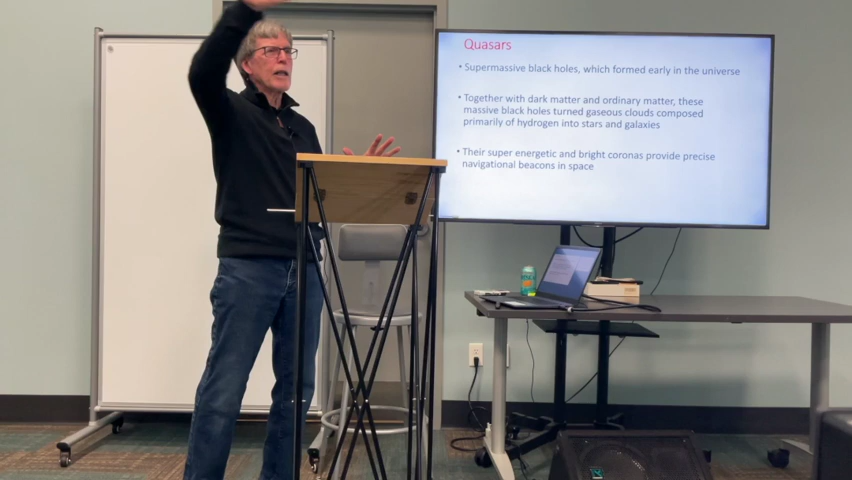 Quasars
• Supermassive black holes, which formed early in the universe
• Together with dark matter and ordinary matter, these
massive black holes turned gaseous clouds composed
primarily of hydrogen into stars and galaxies
• Their super energetic and bright coronas provide precise
navigational beacons in space